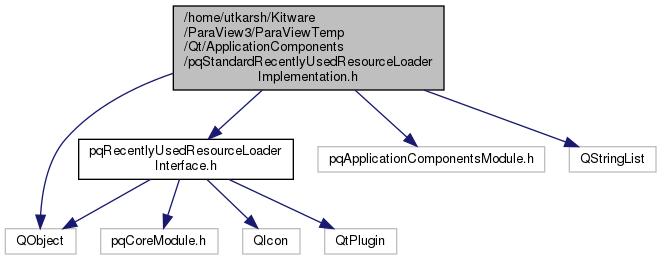 /home/utkarsh/Kitware
/ParaView3/ParaViewTemp
/Qt/ApplicationComponents
/pqStandardRecentlyUsedResourceLoader
Implementation.h
pqRecentlyUsedResourceLoader
Interface.h
pqApplicationComponentsModule.h
QStringList
QObject
pqCoreModule.h
QIcon
QtPlugin